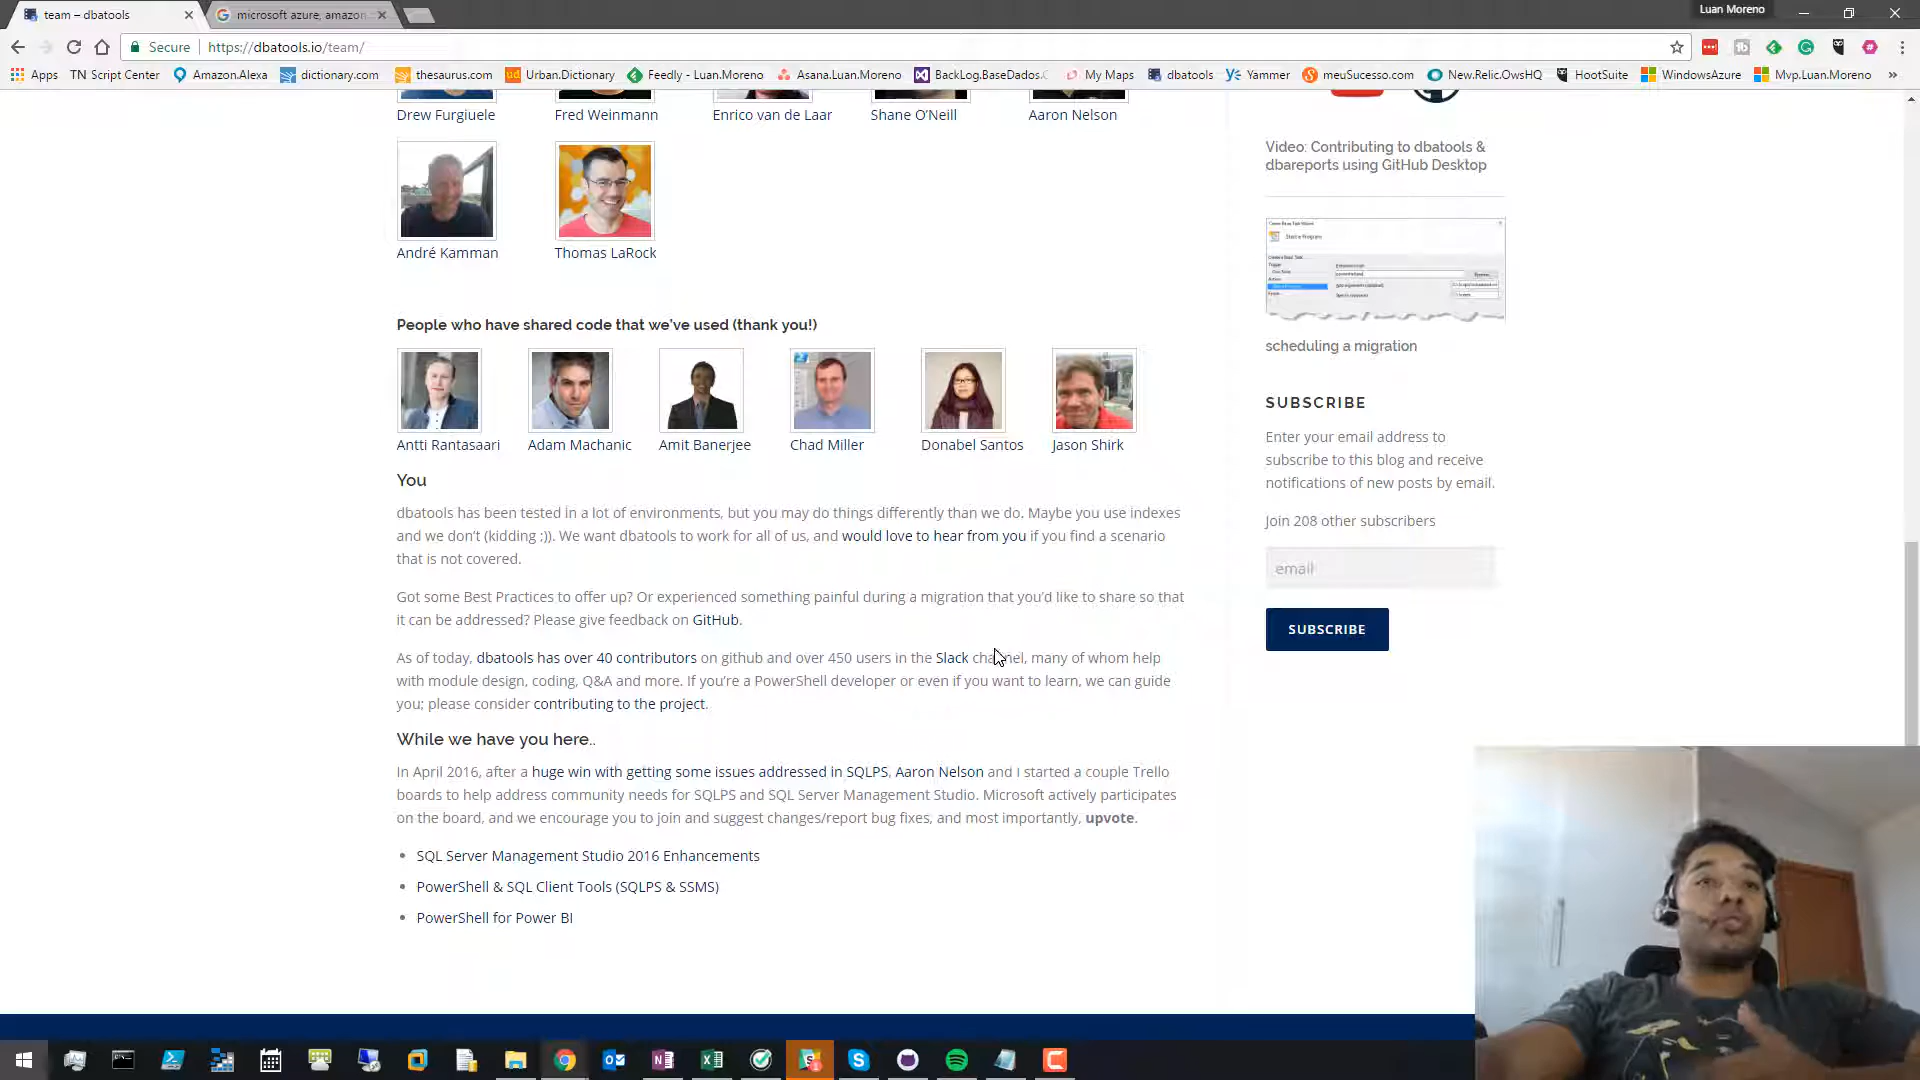 team – dbatools
microsoft azure, amazon
Luan Moreno
Secure
https://dbatools.io/team/
Apps
TN Script Center
Amazon.Alexa
dictionary.com
thesaurus.com
Urban.Dictionary
Feedly - Luan.Moreno
Asana.Luan.Moreno
BackLog.BaseDados.
My Maps
dbatools
Yammer
meuSucesso.com
New.Relic.OwsHQ
HootSuite
WindowsAzure
Mvp.Luan.Moreno
»
Drew Furgiuele
Fred Weinmann
Enrico van de Laar
Shane O'Neill
Aaron Nelson
André Kamman
Thomas LaRock
People who have shared code that we've used (thank you!)
Antti Rantasaari
Adam Machanic
Amit Banerjee
Chad Miller
Donabel Santos
Jason Shirk
You
dbatools has been tested in a lot of environments, but you may do things differently than we do. Maybe you use indexes
and we don't (kidding :)). We want dbatools to work for all of us, and would love to hear from you if you find a scenario
that is not covered.
Got some Best Practices to offer up? Or experienced something painful during a migration that you'd like to share so that
it can be addressed? Please give feedback on GitHub.
As of today, dbatools has over 40 contributors on github and over 450 users in the Slack channel, many of whom help
with module design, coding, Q&A and more. If you're a PowerShell developer or even if you want to learn, we can guide
you; please consider contributing to the project.
While we have you here..
In April 2016, after a huge win with getting some issues addressed in SQLPS, Aaron Nelson and I started a couple Trello
boards to help address community needs for SQLPS and SQL Server Management Studio. Microsoft actively participates
on the board, and we encourage you to join and suggest changes/report bug fixes, and most importantly, upvote.
• SQL Server Management Studio 2016 Enhancements
• PowerShell & SQL Client Tools (SQLPS & SSMS)
• PowerShell for Power BI
Video: Contributing to dbatools &
dbareports using GitHub Desktop
scheduling a migration
SUBSCRIBE
Enter your email address to
subscribe to this blog and receive
notifications of new posts by email.
Join 208 other subscribers
email
SUBSCRIBE